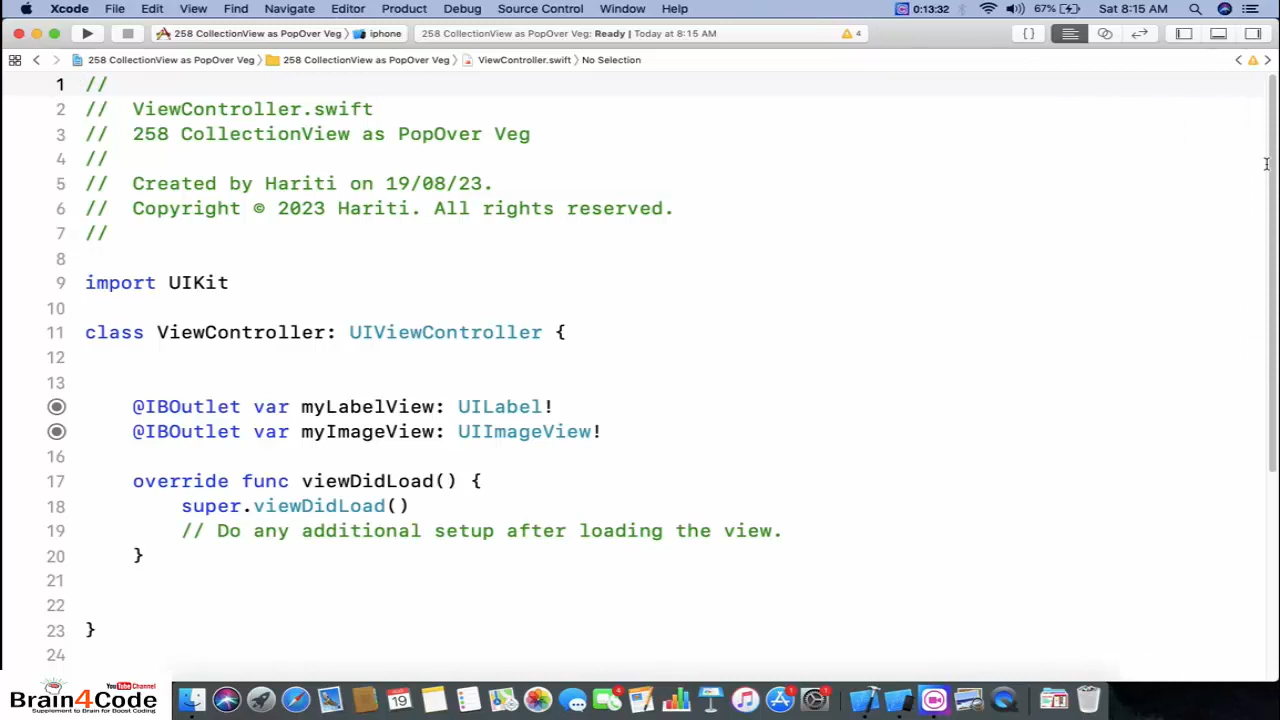 Xcode File Edit View Find Navigate Editor Product Debug Source Control Window Help 0:13:32 67% Sat 8:15 AM
258 CollectionView as PopOver Veg iphone 258 CollectionView as PopOver Veg: Ready | Today at 8:15 AM 4
258 CollectionView as PopOver Veg 258 CollectionView as PopOver Veg ViewController.swift No Selection
1 //
2 // ViewController.swift
3 // 258 CollectionView as PopOver Veg
4 //
5 // Created by Hariti on 19/08/23.
6 // Copyright © 2023 Hariti. All rights reserved.
7 //
8
9 import UIKit
10
11 class ViewController: UIViewController {
12
13
@IBOutlet var myLabelView: UILabel!
@IBOutlet var myImageView: UIImageView!
16
17 override func viewDidLoad() {
18 super.viewDidLoad()
19 // Do any additional setup after loading the view.
20 }
21
22
23 }
24
YouTube Channel
Brain4Code
Supplement to Brain for Boost Coding
19
4
1
1